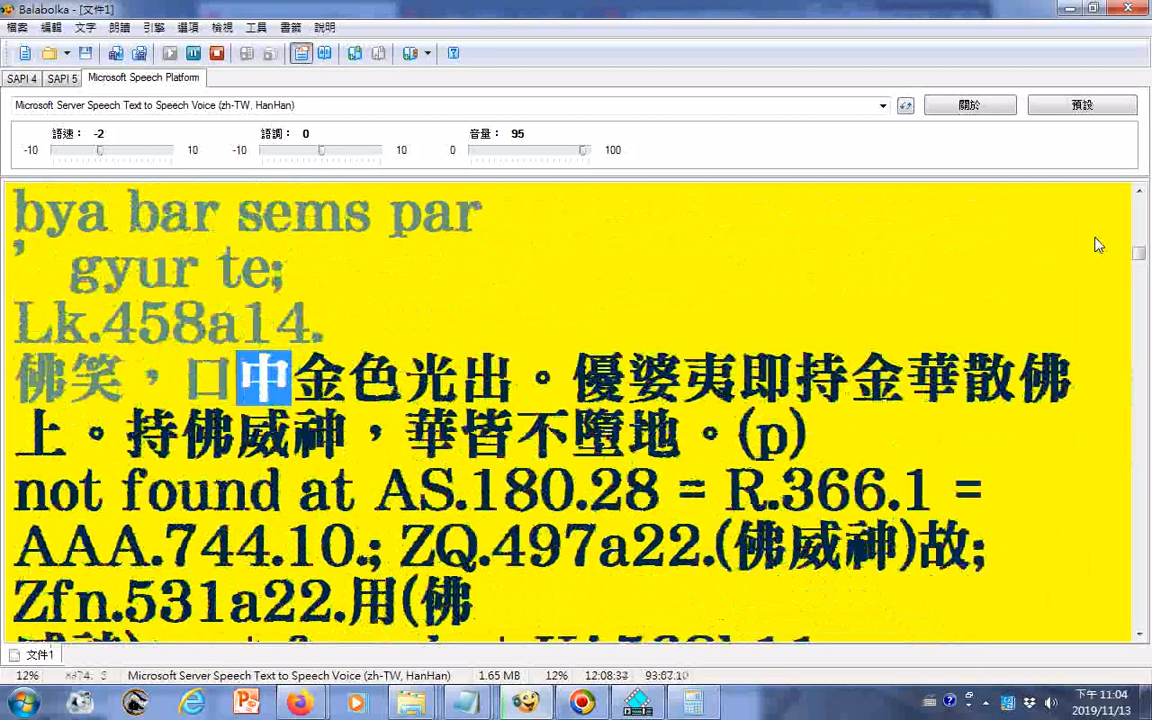 Balabolka - [文件1]
檔案 編輯 文字 朗讀 引擎 選項 檢視 工具 書籤 說明
SAPI 4 SAPI 5 Microsoft Speech Platform
Microsoft Server Speech Text to Speech Voice (zh-TW, HanHan) 關於 預設
語速： -2 語調： 0 音量： 95
-10 10 -10 10 0 100
bya bar sems par
’ gyur te;
Lk.458a14.
佛笑，口中金色光出。優婆夷即持金華散佛
上。持佛威神，華皆不墮地。(p)
not found at AS.180.28 = R.366.1 =
AAA.744.10.; ZQ.497a22.(佛威神)故;
Zfn.531a22.用(佛
文件1
12% Microsoft Server Speech Text to Speech Voice (zh-TW, HanHan) 1.65 MB 12%
下午 11:04
2019/11/13